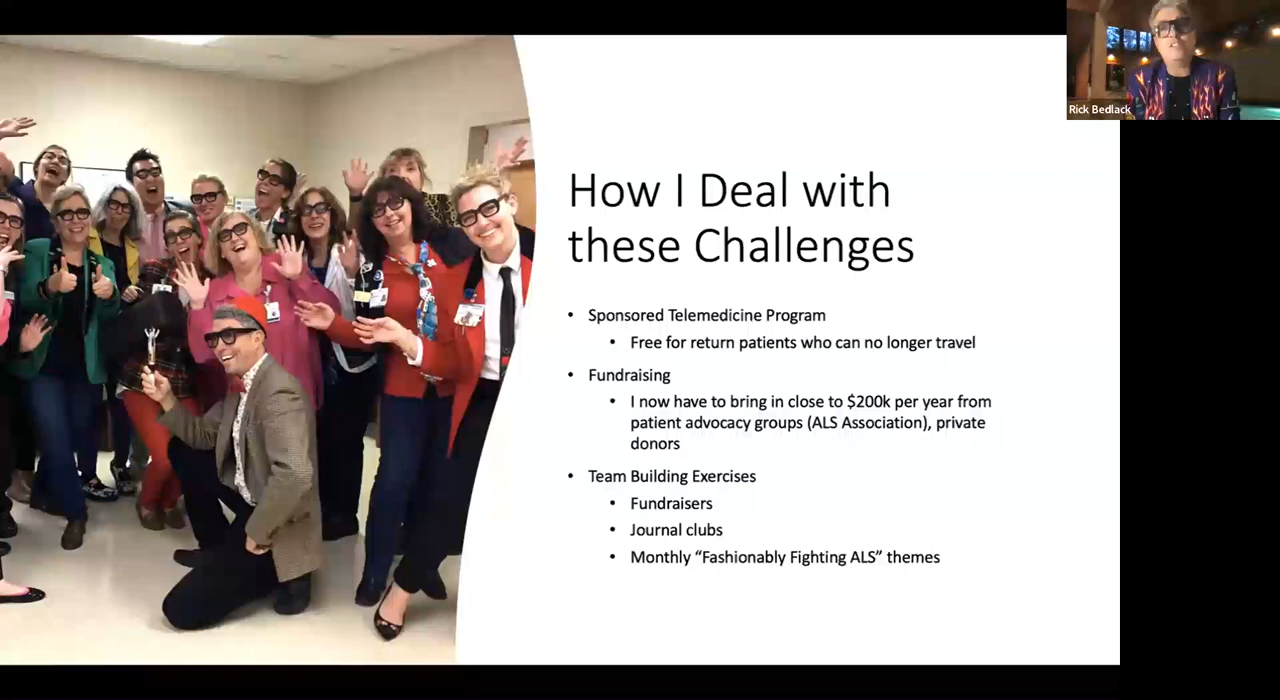 Rick Bedlack
How I Deal with
these Challenges
• Sponsored Telemedicine Program
• Free for return patients who can no longer travel
• Fundraising
• I now have to bring in close to $200k per year from
patient advocacy groups (ALS Association), private
donors
• Team Building Exercises
• Fundraisers
• Journal clubs
• Monthly “Fashionably Fighting ALS” themes